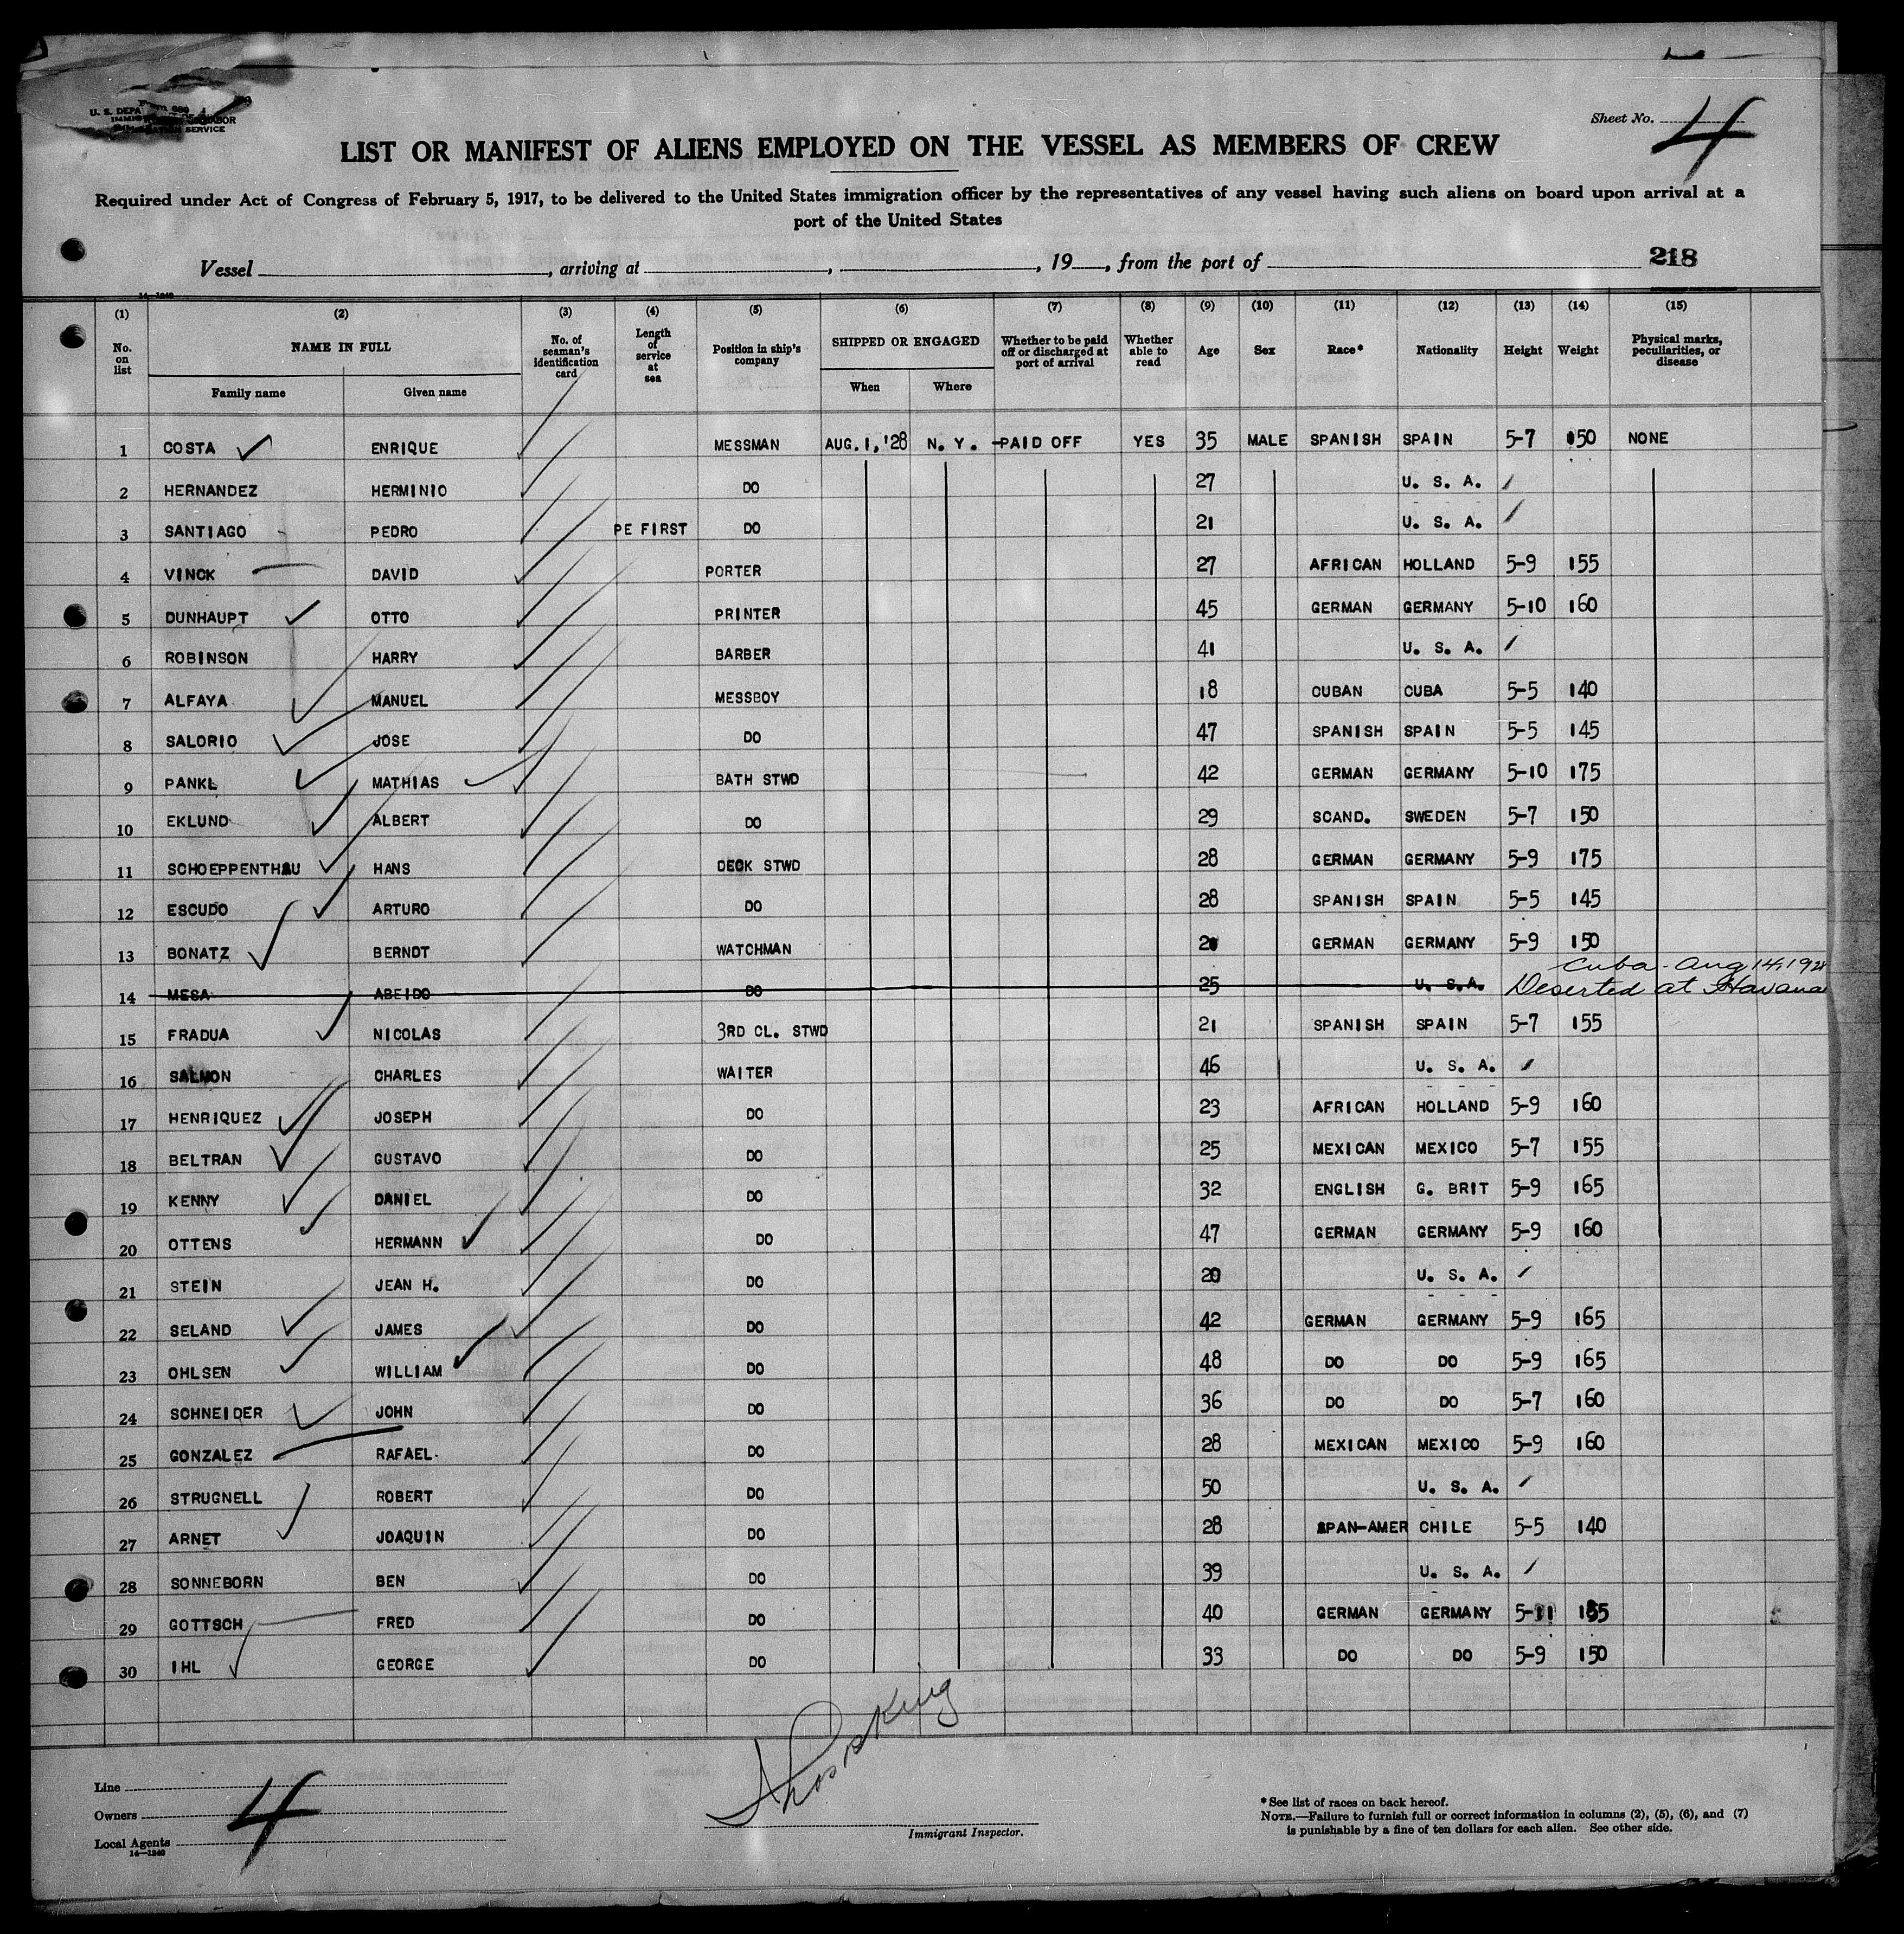 U. S. DEPA
IMMIGRATION SERVICE
Sheet No. 4
LIST OR MANIFEST OF ALIENS EMPLOYED ON THE VESSEL AS MEMBERS OF CREW
Required under Act of Congress of February 5, 1917, to be delivered to the United States immigration officer by the representatives of any vessel having such aliens on board upon arrival at a
port of the United States
Vessel , arriving at , , 19 , from the port of 218
14—1240
(1) (2) (3) (4) (5) (6) (7) (8) (9) (10) (11) (12) (13) (14) (15)
No. on list NAME IN FULL No. of seaman's identification card Length of service at sea Position in ship's company SHIPPED OR ENGAGED Whether to be paid off or discharged at port of arrival Whether able to read Age Sex Race* Nationality Height Weight Physical marks, peculiarities, or disease
Family name Given name When Where
1 COSTA ENRIQUE MESSMAN AUG. 1, '28 N. Y. PAID OFF YES 35 MALE SPANISH SPAIN 5-7 150 NONE
2 HERNANDEZ HERMINIO DO 27 U. S. A.
3 SANTIAGO PEDRO PE FIRST DO 21 U. S. A.
4 VINCK DAVID PORTER 27 AFRICAN HOLLAND 5-9 155
5 DUNHAUPT OTTO PRINTER 45 GERMAN GERMANY 5-10 160
6 ROBINSON HARRY BARBER 41 U. S. A.
7 ALFAYA MANUEL MESSBOY 18 CUBAN CUBA 5-5 140
8 SALORIO JOSE DO 47 SPANISH SPAIN 5-5 145
9 PANKL MATHIAS BATH STWD 42 GERMAN GERMANY 5-10 175
10 EKLUND ALBERT DO 29 SCAND. SWEDEN 5-7 150
11 SCHOEPPENTHAU HANS DECK STWD 28 GERMAN GERMANY 5-9 175
12 ESCUDO ARTURO DO 28 SPANISH SPAIN 5-5 145
13 BONATZ BERNDT WATCHMAN GERMAN GERMANY 5-9 150
Cuba - Aug 14, 1928
14 MESA ABEIDO DO 25 U. S. A. Deserted at Havana
15 FRADUA NICOLAS 3RD CL. STWD 21 SPANISH SPAIN 5-7 155
16 SALMON CHARLES WAITER 46 U. S. A.
17 HENRIQUEZ JOSEPH DO 23 AFRICAN HOLLAND 5-9 160
18 BELTRAN GUSTAVO DO 25 MEXICAN MEXICO 5-7 155
19 KENNY DANIEL DO 32 ENGLISH G. BRIT 5-9 165
20 OTTENS HERMANN DO 47 GERMAN GERMANY 5-9 160
21 STEIN JEAN H. DO 20 U. S. A.
22 SELAND JAMES DO 42 GERMAN GERMANY 5-9 165
23 OHLSEN WILLIAM DO 48 DO DO 5-9 165
24 SCHNEIDER JOHN DO 36 DO DO 5-7 160
25 GONZALEZ RAFAEL DO 28 MEXICAN MEXICO 5-9 160
26 STRUGNELL ROBERT DO 50 U. S. A.
27 ARNET JOAQUIN DO 28 SPAN-AMER CHILE 5-5 140
28 SONNEBORN BEN DO 39 U. S. A.
29 GOTTSCH FRED DO 40 GERMAN GERMANY 5-11
30 IHL GEORGE DO 33 DO DO 5-9 150
Thos King
Line
Owners 4
Local Agents
14—1240
Immigrant Inspector.
*See list of races on back hereof.
NOTE.—Failure to furnish full or correct information in columns (2), (5), (6), and (7)
is punishable by a fine of ten dollars for each alien. See other side.